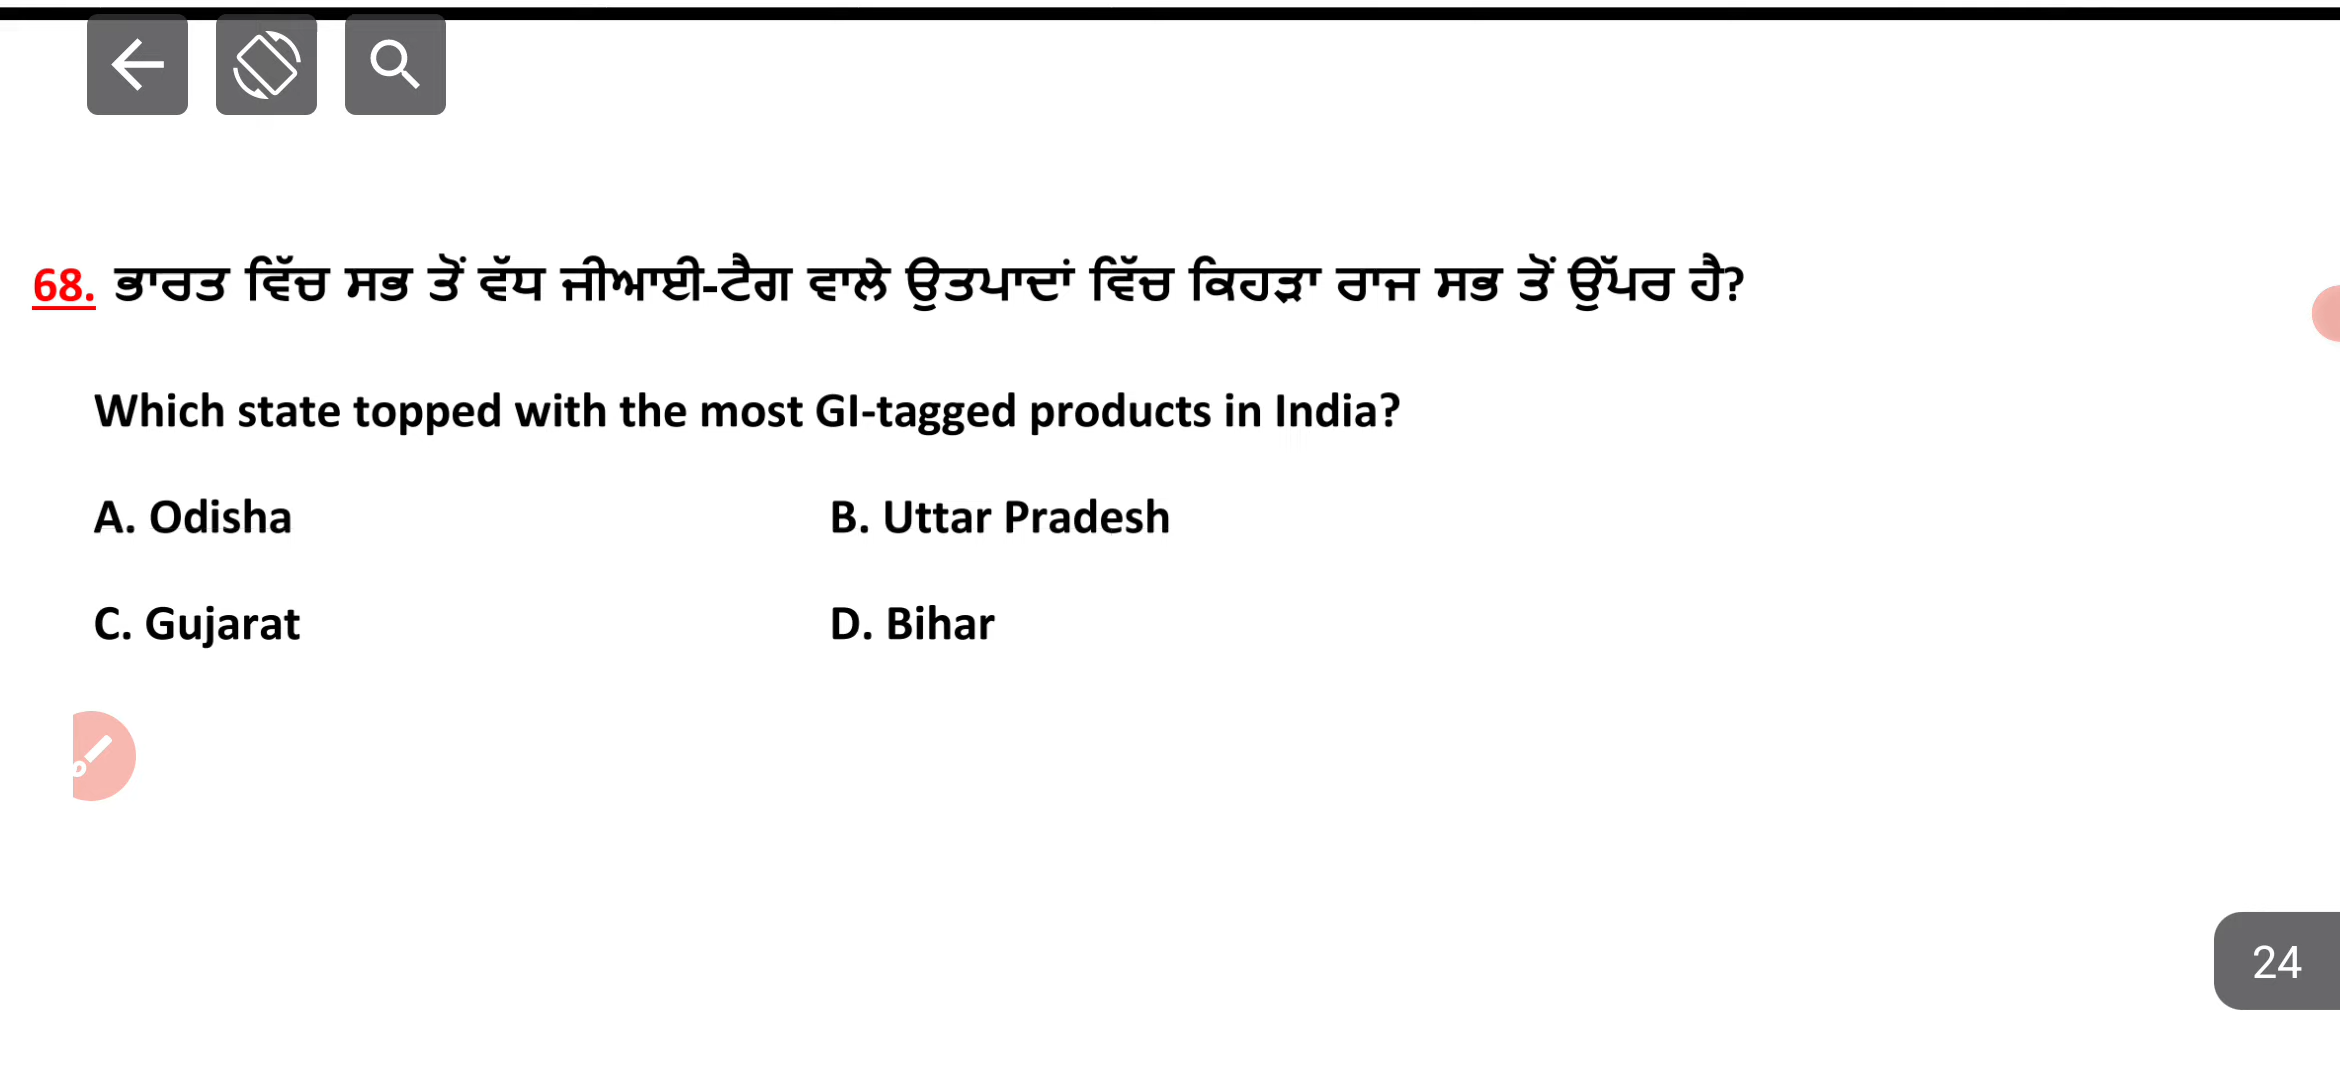 68. ਭਾਰਤ ਵਿੱਚ ਸਭ ਤੋਂ ਵੱਧ ਜੀਆਈ-ਟੈਗ ਵਾਲੇ ਉਤਪਾਦਾਂ ਵਿੱਚ ਕਿਹੜਾ ਰਾਜ ਸਭ ਤੋਂ ਉੱਪਰ ਹੈ?
Which state topped with the most GI-tagged products in India?
A. Odisha B. Uttar Pradesh
C. Gujarat D. Bihar
24